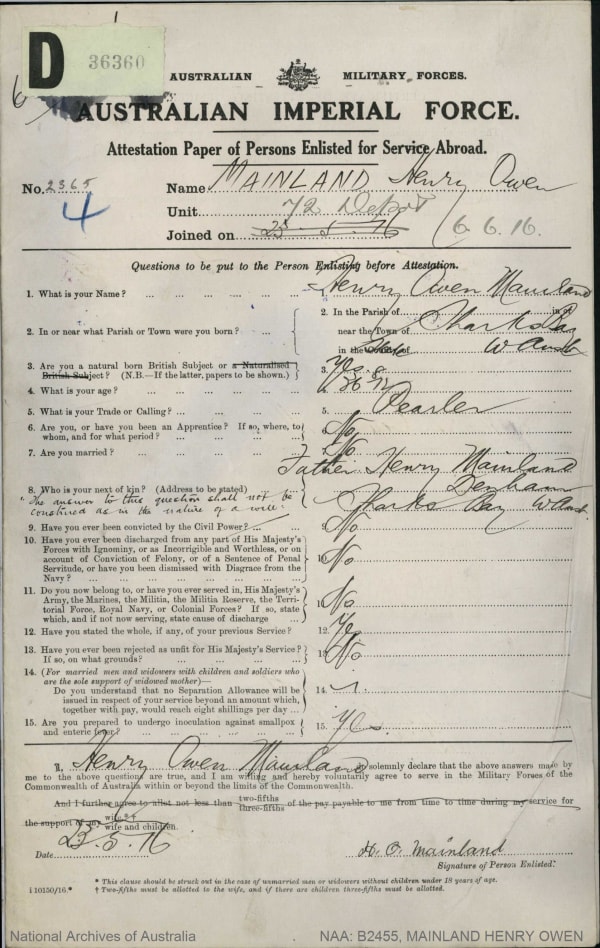 D 36360
AUSTRALIAN MILITARY FORCES.
AUSTRALIAN IMPERIAL FORCE.
Attestation Paper of Persons Enlisted for Service Abroad.
No. 2365
4
Name MAINLAND Henry Owen
Unit 72 Depot
Joined on 23.5.16 6.6.16.
Questions to be put to the Person Enlisting before Attestation.
1. What is your Name? ... Henry Owen Mainland
2. In or near what Parish or Town were you born? ... 2. In the Parish of in or
near the Town of Sharks Bay
in the State W Aust
3. Are you a natural born British Subject or a Naturalised
British Subject? (N.B.—If the latter, papers to be shown.) 3. Yes
4. What is your age? ... 4. 26
5. What is your Trade or Calling? ... 5. Pearler
6. Are you, or have you been an Apprentice? If so, where, to
whom, and for what period? ... 6. No
7. Are you married? ... 7. No
8. Who is your next of kin? (Address to be stated) Father Henry Mainland
Denham
Sharks Bay W Aust.
"The answer to this question shall not be
construed as in the nature of a will."
9. Have you ever been convicted by the Civil Power? ... No
10. Have you ever been discharged from any part of His Majesty's
Forces with Ignominy, or as Incorrigible and Worthless, or on
account of Conviction of Felony, or of a Sentence of Penal
Servitude, or have you been Dismissed with Disgrace from the
Navy? ... 10. No
11. Do you now belong to, or have you ever served in, His Majesty's
Army, the Marines, the Militia, the Militia Reserve, the Terri-
torial Force, Royal Navy, or Colonial Forces? If so, state
which, and if not now serving, state cause of discharge ... 11. No
12. Have you stated the whole, if any, of your previous Service? 12. Yes
13. Have you ever been rejected as unfit for His Majesty's Service?
If so, on what grounds? ... 13. No
14. (For married men and widowers with children and soldiers who
are the sole support of widowed mother)—
Do you understand that no Separation Allowance will be
issued in respect of your service beyond an amount which,
together with pay, would reach eight shillings per day ... 14.
15. Are you prepared to undergo inoculation against smallpox
and enteric fever? ... 15. Yes
I, Henry Owen Mainland do solemnly declare that the above answers made by
me to the above questions are true, and I am willing and hereby voluntarily agree to serve in the Military Forces of the
Commonwealth of Australia within or beyond the limits of the Commonwealth.
And I further agree to allot not less than two-fifths three-fifths of the pay payable to me from time to time during my service for
the support of my wife. wife and children.
Date 23.5.16
H. O. Mainland
Signature of Person Enlisted.
i 10150/16.*
* This clause should be struck out in the case of unmarried men or widowers without children under 18 years of age.
† Two-fifths must be allotted to the wife, and if there are children three-fifths must be allotted.
National Archives of Australia
NAA: B2455, MAINLAND HENRY OWEN